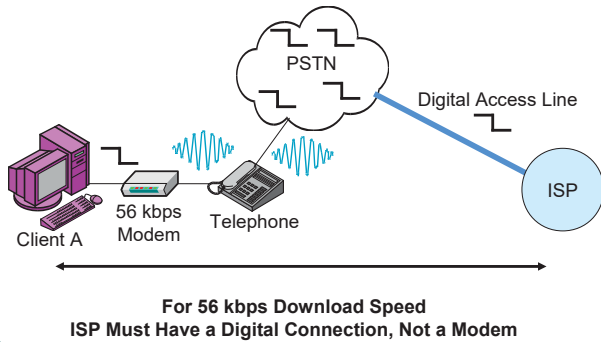 PSTN
Digital Access Line
ISP
Client A
56 kbps
Modem
Telephone
For 56 kbps Download Speed
ISP Must Have a Digital Connection, Not a Modem